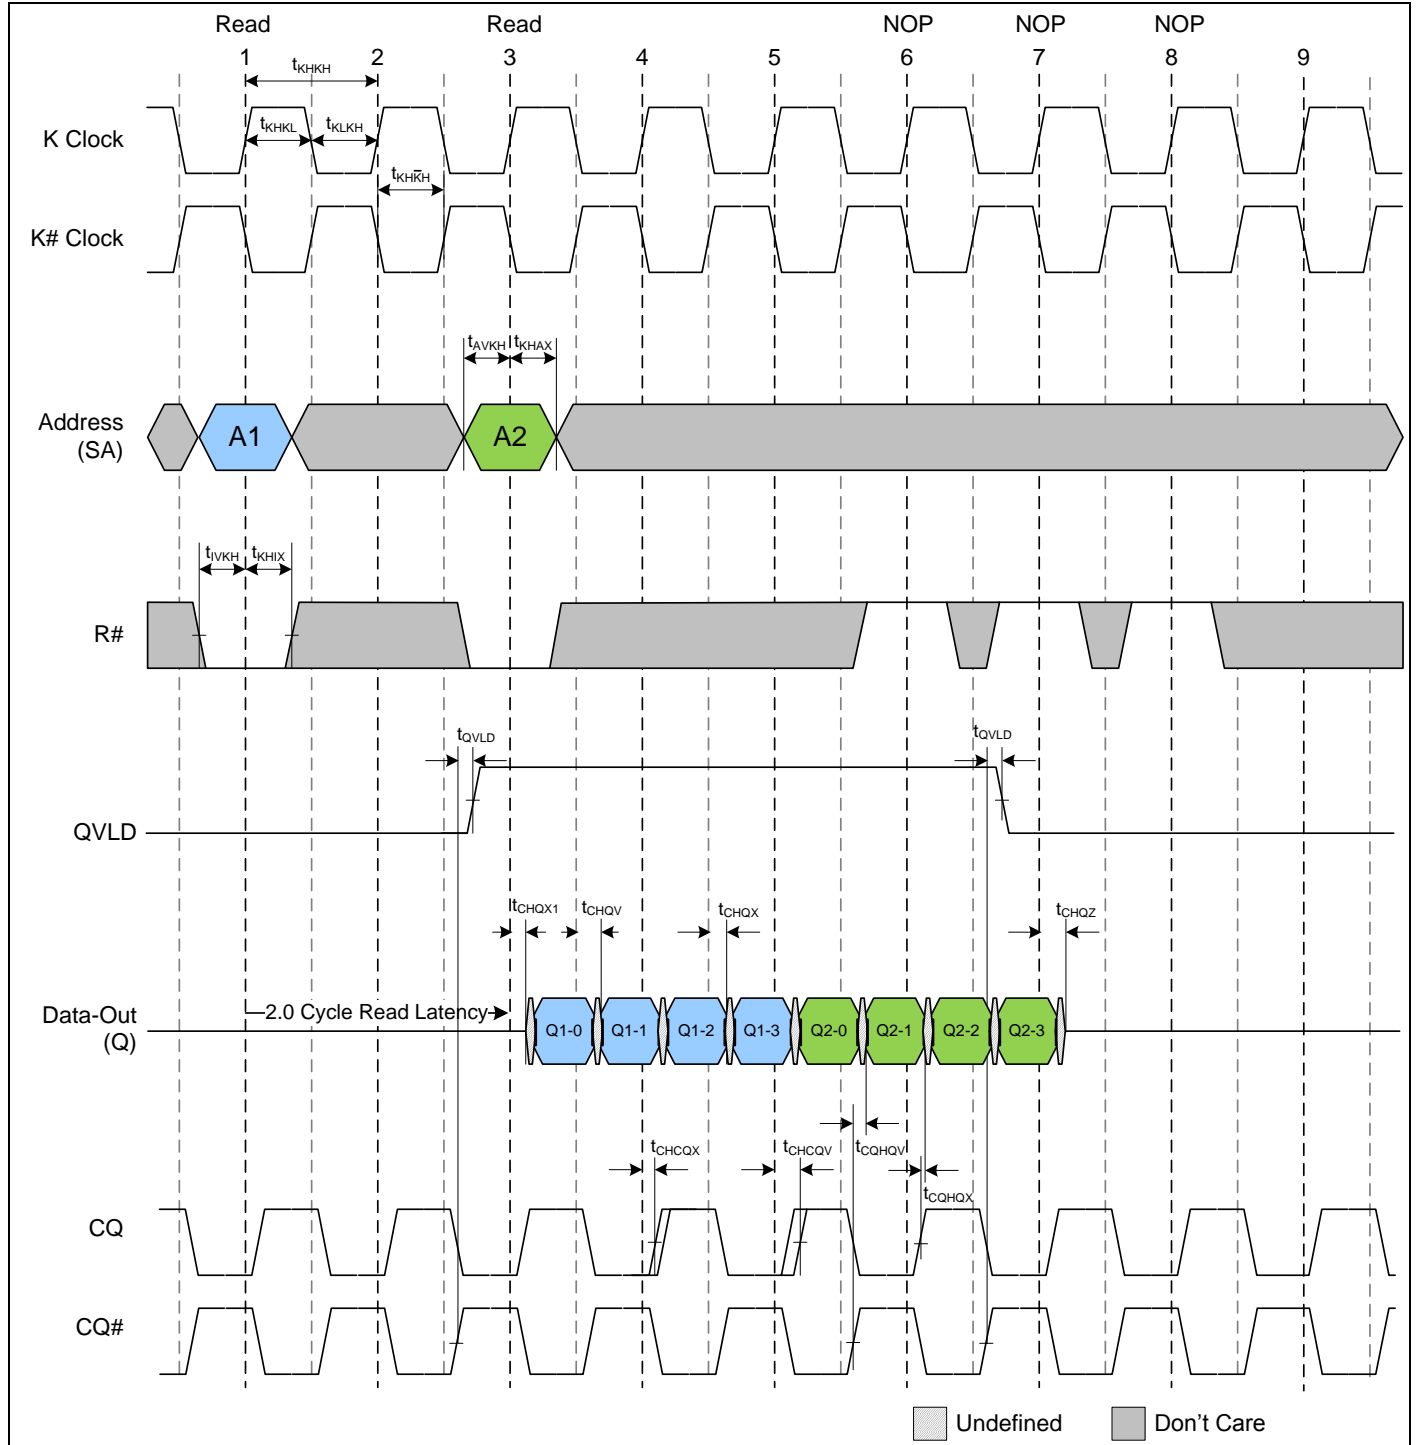 Read Read NOP NOP NOP
1 2 3 4 5 6 7 8 9
tKHKH
K Clock
tKHKL tKLKH
tKHK̅H
K# Clock
tAVKH tKHAX
Address
(SA)
A1 A2
tIVKH tKHIX
R#
tQVLD tQVLD
QVLD
tCHQX1 tCHQV tCHQX tCHQZ
Data-Out
(Q)
2.0 Cycle Read Latency
Q1-0 Q1-1 Q1-2 Q1-3 Q2-0 Q2-1 Q2-2 Q2-3
tCHCQX tCHCQV tCQHQV
tCQHQX
CQ
CQ#
Undefined Don't Care